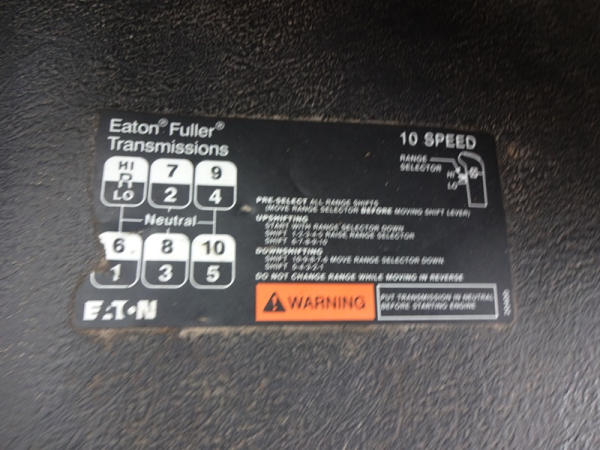 Eaton® Fuller®
Transmissions
10 SPEED
RANGE
SELECTOR
HI
LO
HI
R
LO
7
2
9
4
Neutral
6
1
8
3
10
5
PRE-SELECT ALL RANGE SHIFTS
(MOVE RANGE SELECTOR BEFORE MOVING SHIFT LEVER)
UPSHIFTING
START WITH RANGE SELECTOR DOWN
SHIFT 1-2-3-4-5 RAISE RANGE SELECTOR
SHIFT 6-7-8-9-10
DOWNSHIFTING
SHIFT 10-9-8-7-6 MOVE RANGE SELECTOR DOWN
SHIFT 5-4-3-2-1
DO NOT CHANGE RANGE WHILE MOVING IN REVERSE
EATON
WARNING
PUT TRANSMISSION IN NEUTRAL
BEFORE STARTING ENGINE